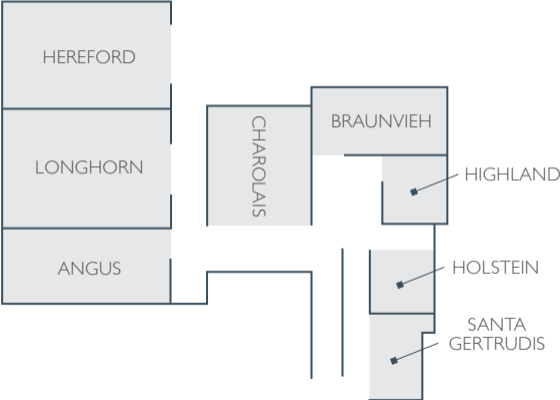 HEREFORD
LONGHORN
ANGUS
CHAROLAIS
BRAUNVIEH
HIGHLAND
HOLSTEIN
SANTA
GERTRUDIS